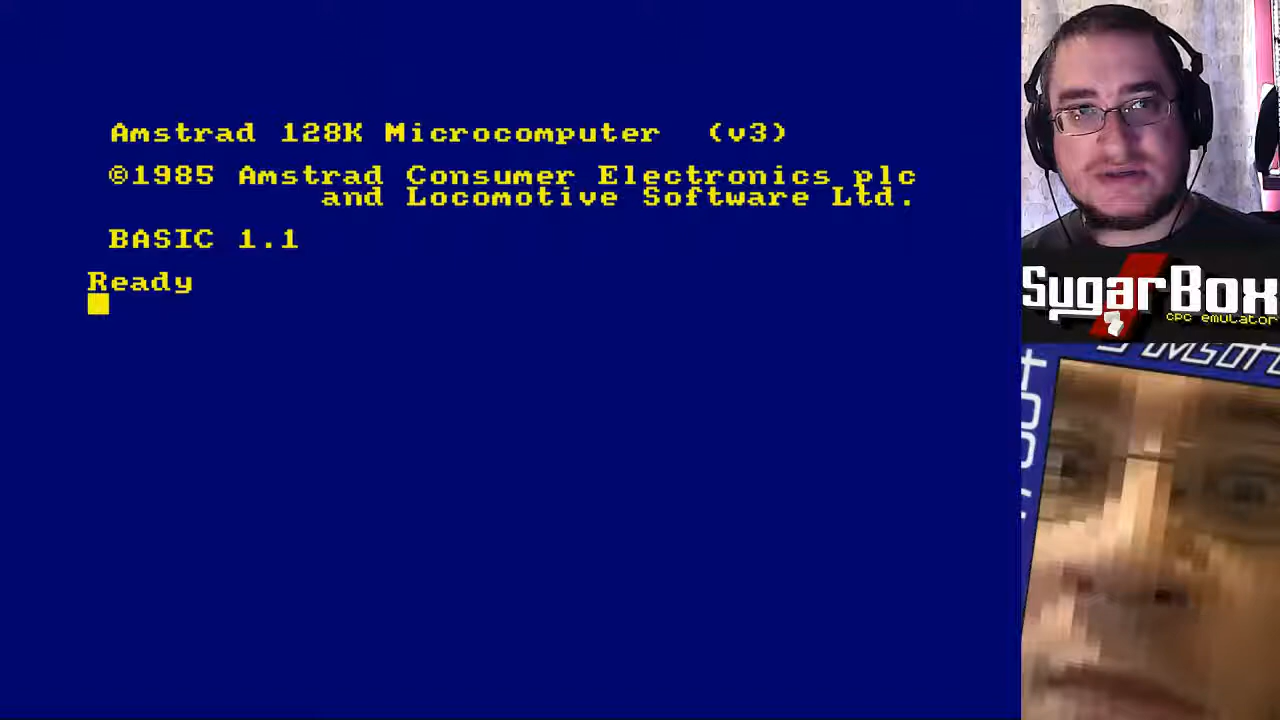 Amstrad 128K Microcomputer (v3)
©1985 Amstrad Consumer Electronics plc
and Locomotive Software Ltd.
BASIC 1.1
Ready
SugarBox
cpc emulator